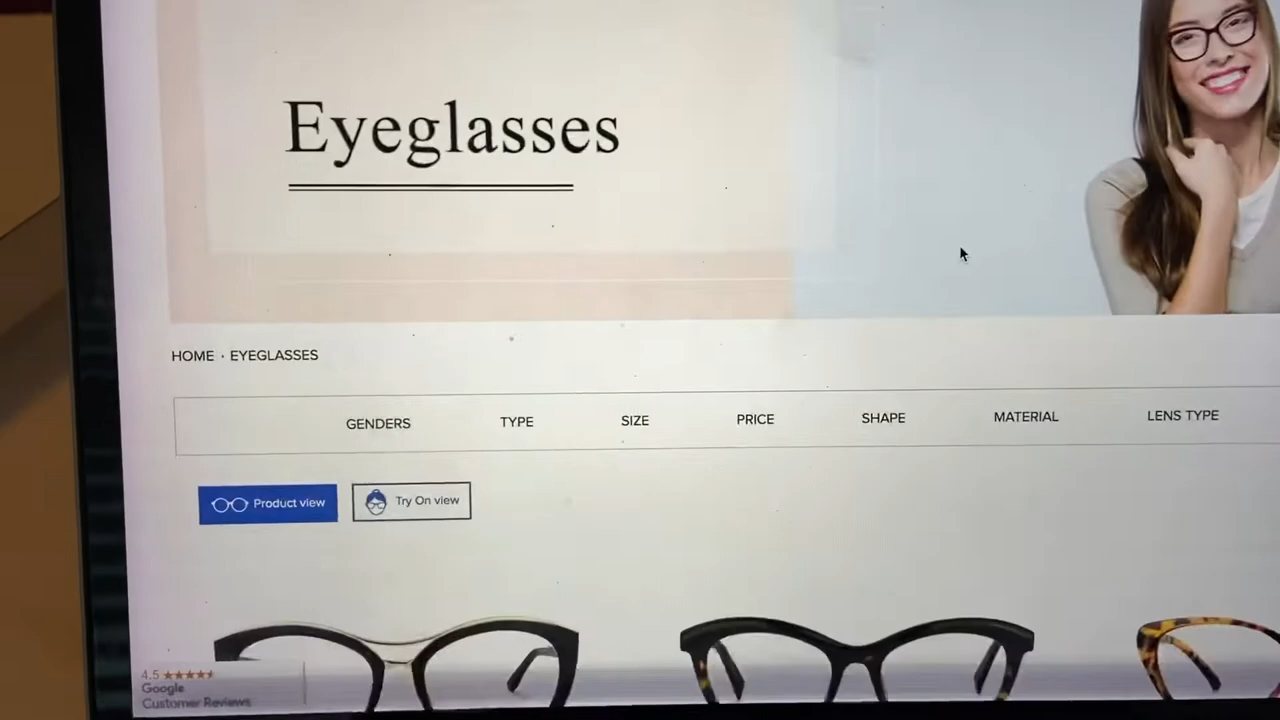 Eyeglasses
HOME · EYEGLASSES
GENDERS TYPE SIZE PRICE SHAPE MATERIAL LENS TYPE
Product view Try On view
4.5
Google
Customer Reviews